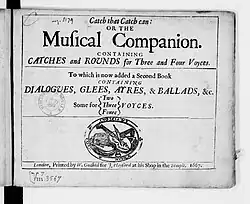 Catch that Catch can:
OR THE
Musical Companion.
CONTAINING
CATCHES and ROUNDS for Three and Four Voyces.
To which is now added a Second Book
CONTAINING
DIALOGUES, GLEES, AYRES, & BALLADS, &c.
Two
Some for Three VOYCES.
Foure
London, Printed by W. Godbid for J. Playford at his Shop in the Temple. 1667.